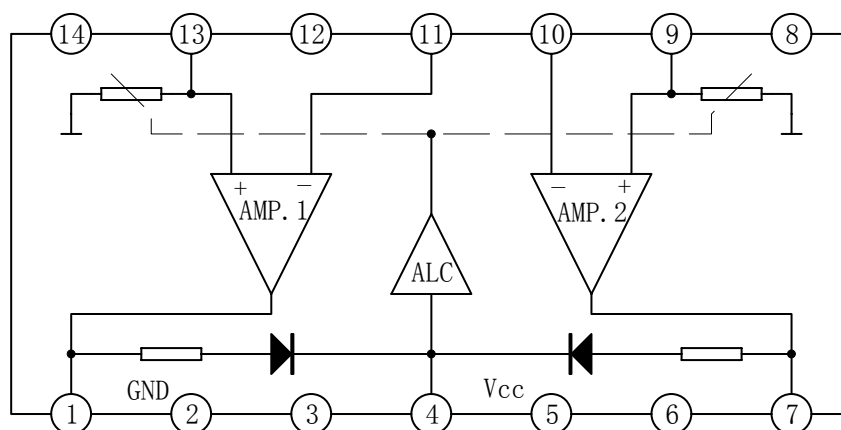 14 13 12 11 10 9 8
+ − − +
AMP.1 AMP.2
ALC
GND Vcc
1 2 3 4 5 6 7